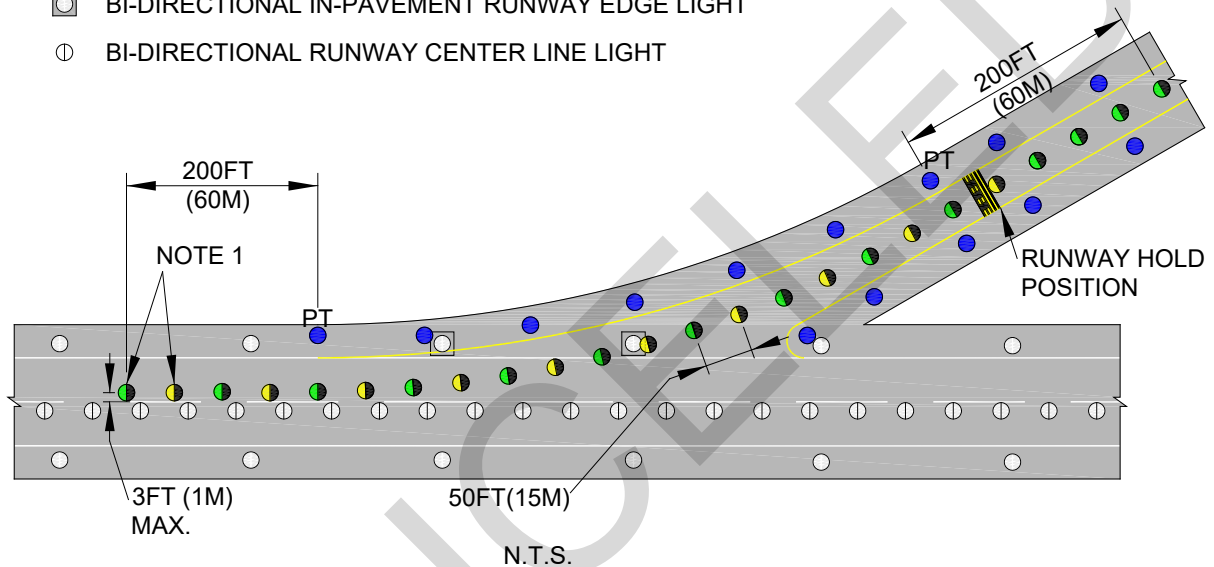 BI-DIRECTIONAL IN-PAVEMENT RUNWAY EDGE LIGHT
BI-DIRECTIONAL RUNWAY CENTER LINE LIGHT
200FT
(60M)
PT
200FT
(60M)
NOTE 1
PT
RUNWAY HOLD
POSITION
3FT (1M)
MAX.
50FT(15M)
N.T.S.